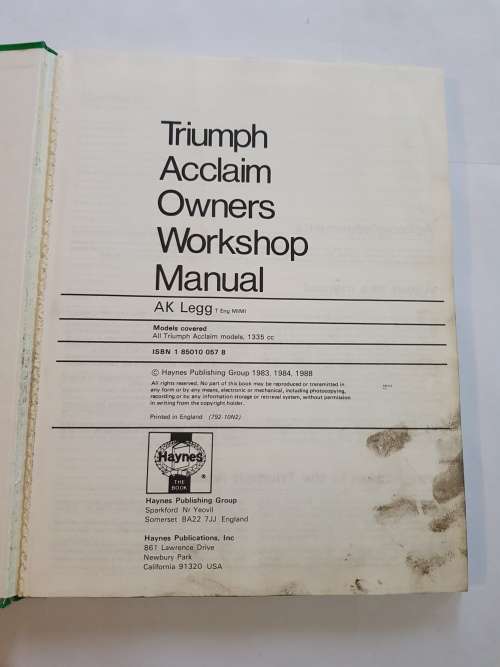 Triumph
Acclaim
Owners
Workshop
Manual
AK Legg T Eng MIMI
Models covered
All Triumph Acclaim models, 1335 cc
ISBN 1 85010 057 8
© Haynes Publishing Group 1983, 1984, 1988
All rights reserved. No part of this book may be reproduced or transmitted in
any form or by any means, electronic or mechanical, including photocopying,
recording or by any information storage or retrieval system, without permission
in writing from the copyright holder.
Printed in England (792-10N2)
Haynes
THE
BOOK
®
Haynes Publishing Group
Sparkford Nr Yeovil
Somerset BA22 7JJ England
Haynes Publications, Inc
861 Lawrence Drive
Newbury Park
California 91320 USA